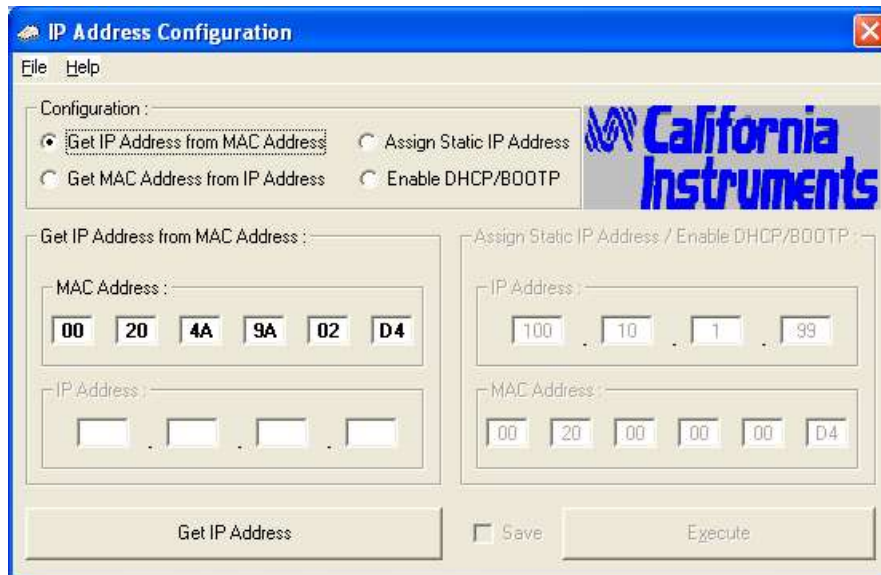 IP Address Configuration
File Help
Configuration :
Get IP Address from MAC Address
Assign Static IP Address
Get MAC Address from IP Address
Enable DHCP/BOOTP
California
Instruments
Get IP Address from MAC Address :
MAC Address :
00 20 4A 9A 02 D4
IP Address :
. . .
Get IP Address
Assign Static IP Address / Enable DHCP/BOOTP :
IP Address :
100 . 10 . 1 . 99
MAC Address :
00 20 00 00 00 D4
Save
Execute